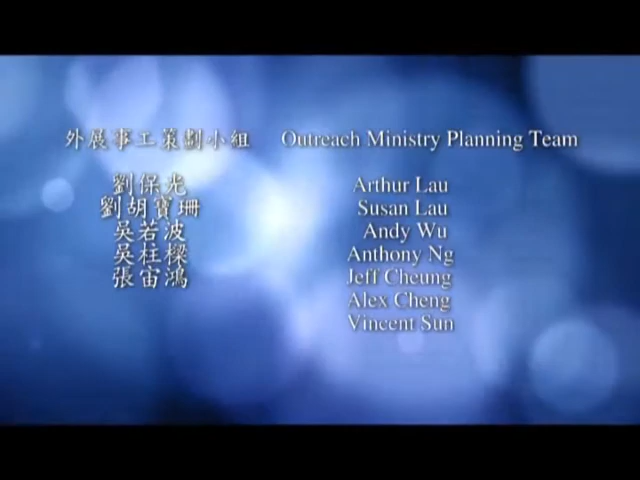 外展事工策劃小組 Outreach Ministry Planning Team
劉保光 Arthur Lau
劉胡寶珊 Susan Lau
吳若波 Andy Wu
吳柱樑 Anthony Ng
張宙鴻 Jeff Cheung
Alex Cheng
Vincent Sun